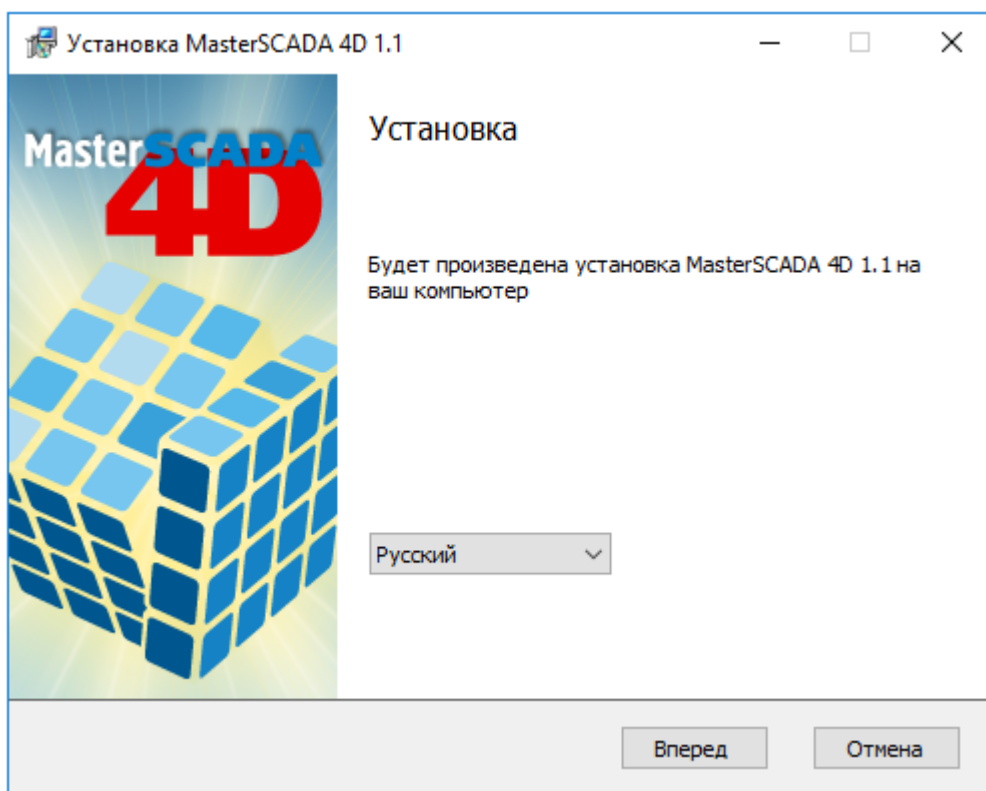 Установка MasterSCADA 4D 1.1
MasterSCADA
4D
Установка
Будет произведена установка MasterSCADA 4D 1.1 на
ваш компьютер
Русский
Вперед
Отмена